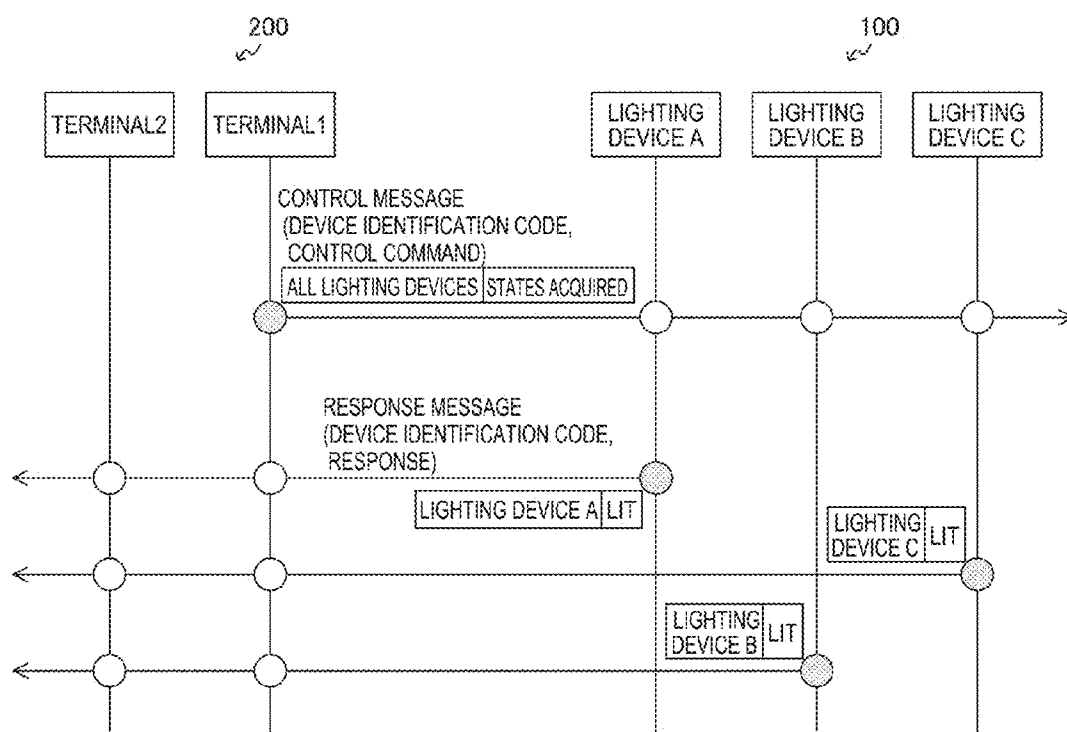 200
100
TERMINAL2
TERMINAL1
LIGHTING
DEVICE A
LIGHTING
DEVICE B
LIGHTING
DEVICE C
CONTROL MESSAGE
(DEVICE IDENTIFICATION CODE,
CONTROL COMMAND)
ALL LIGHTING DEVICES STATES ACQUIRED
RESPONSE MESSAGE
(DEVICE IDENTIFICATION CODE,
RESPONSE)
LIGHTING DEVICE A LIT
LIGHTING
DEVICE C
LIT
LIGHTING
DEVICE B
LIT